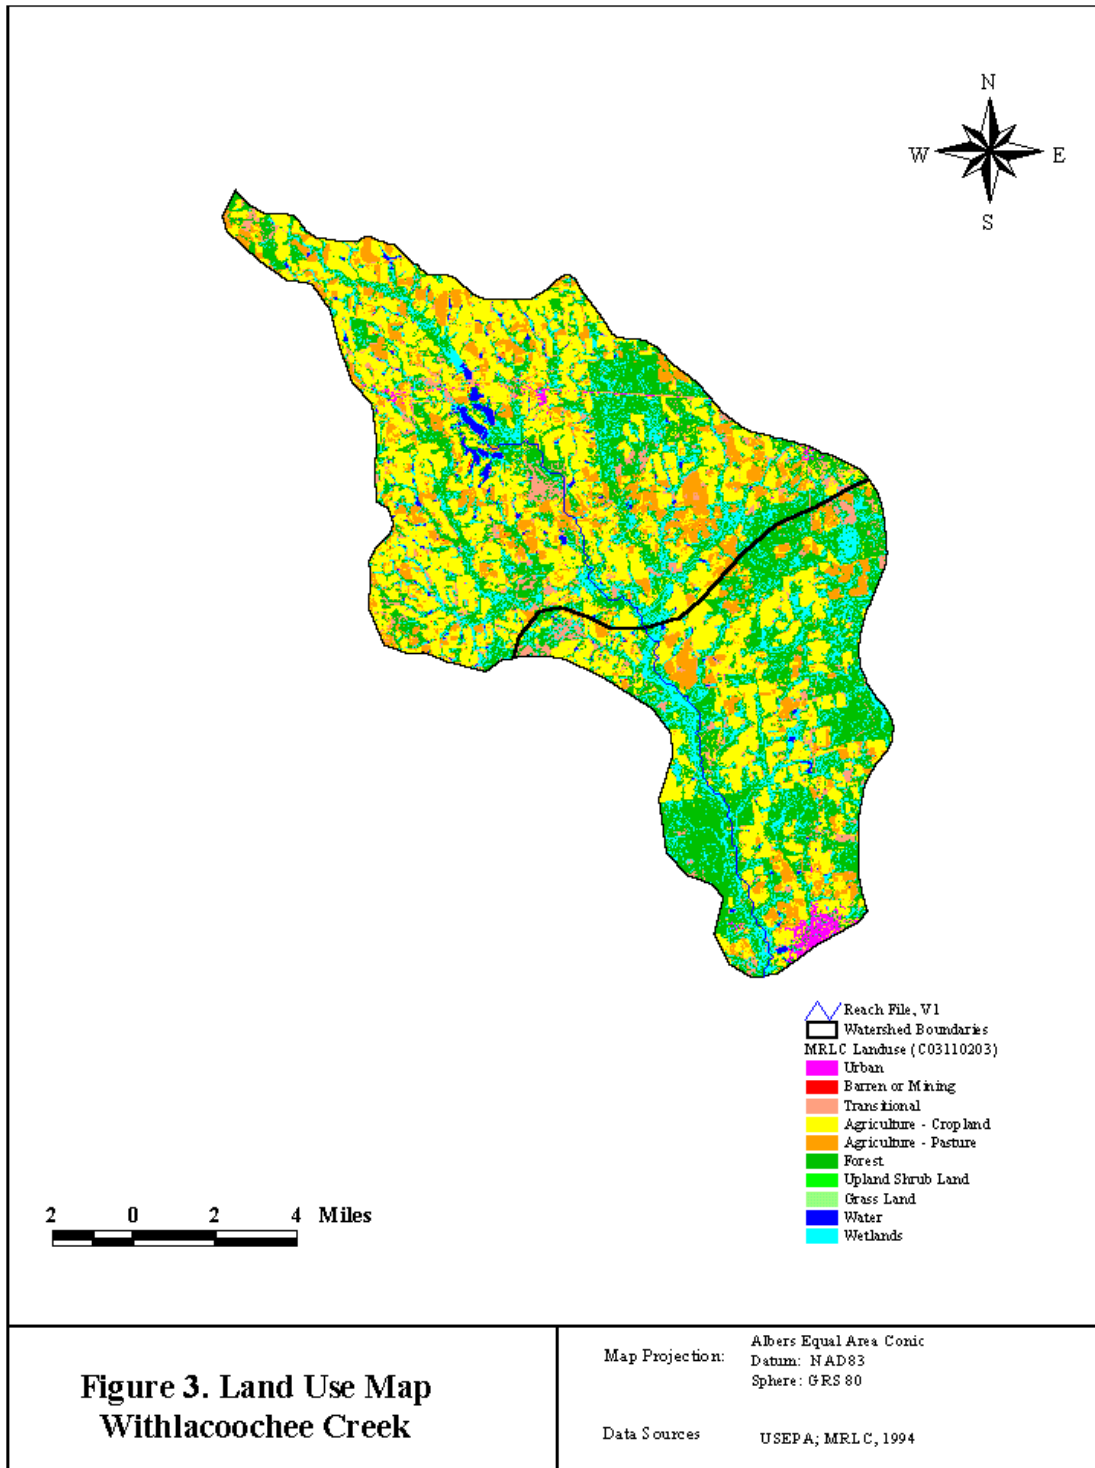 N
W E
S
Reach File, V1
Watershed Boundaries
MRLC Landuse (C03110203)
Urban
Barren or Mining
Transitional
Agriculture - Cropland
Agriculture - Pasture
Forest
Upland Shrub Land
Grass Land
Water
Wetlands
2 0 2 4 Miles
Figure 3. Land Use Map
Withlacoochee Creek
Map Projection:
Albers Equal Area Conic
Datum: NAD83
Sphere: GRS 80
Data Sources
USEPA; MRLC, 1994